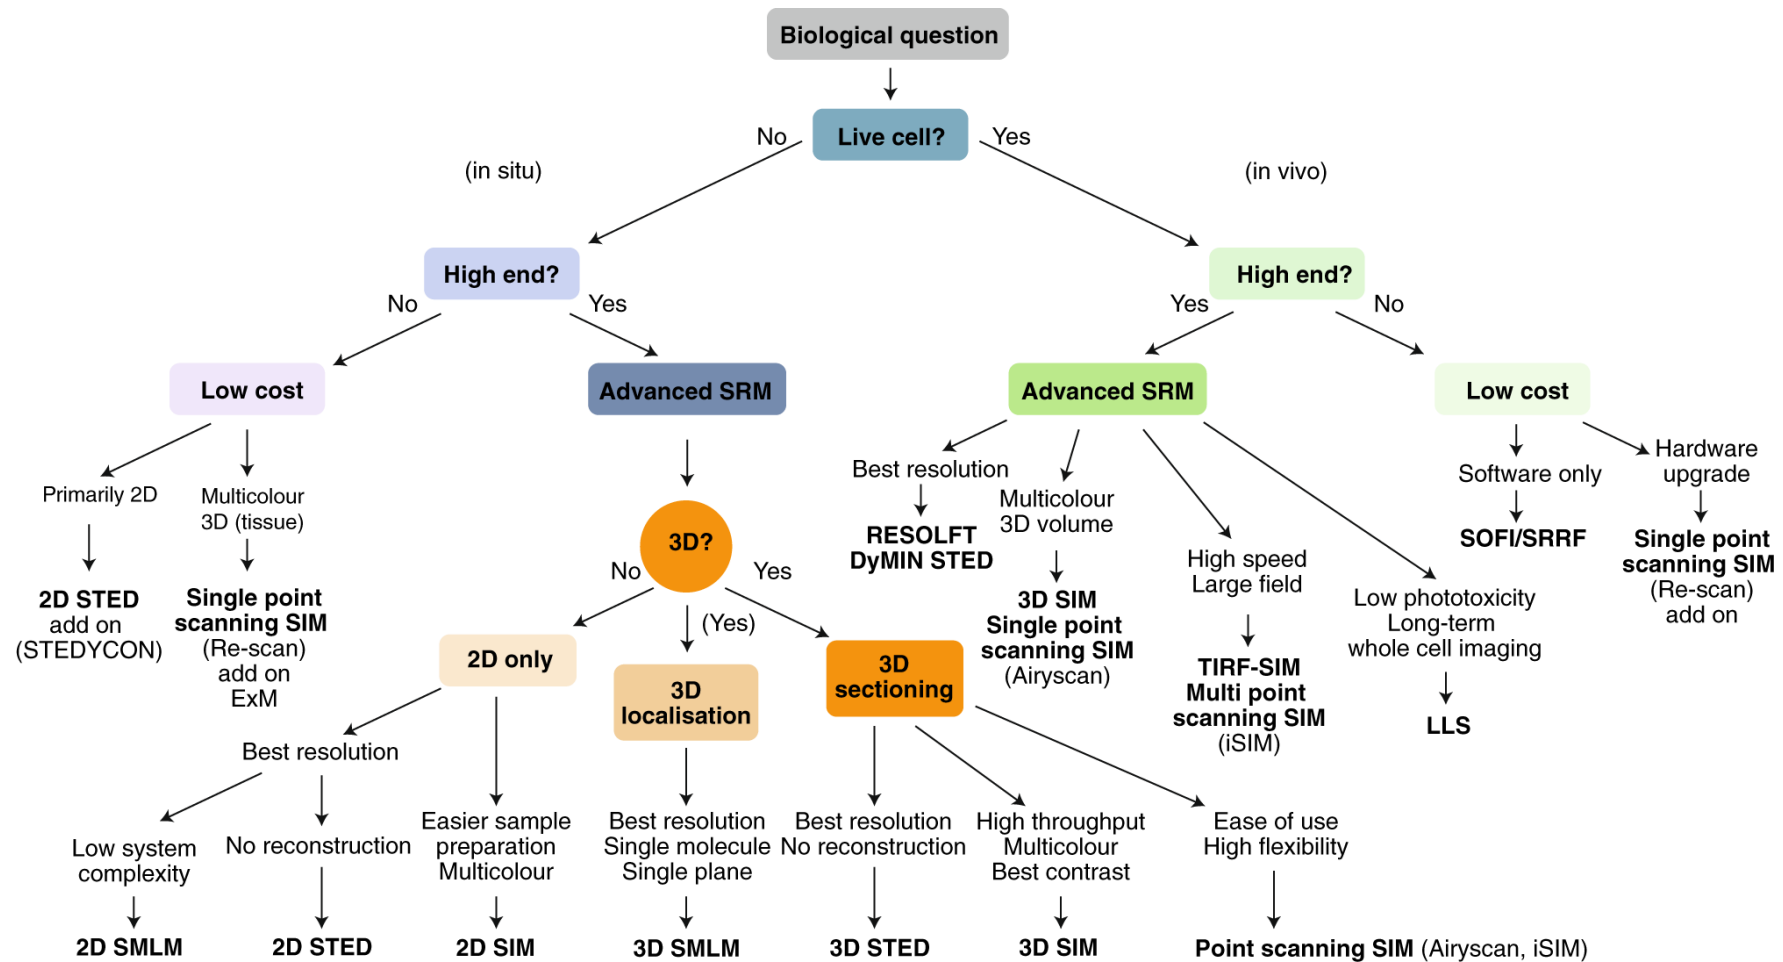 Biological question
Live cell?
No
Yes
(in situ)
(in vivo)
High end?
No
Yes
High end?
Yes
No
Low cost
Advanced SRM
Advanced SRM
Low cost
Primarily 2D
2D STED
add on
(STEDYCON)
Multicolour
3D (tissue)
Single point
scanning SIM
(Re-scan)
add on
ExM
3D?
No
(Yes)
Yes
Best resolution
RESOLFT
DyMIN STED
Multicolour
3D volume
3D SIM
Single point
scanning SIM
(Airyscan)
High speed
Large field
TIRF-SIM
Multi point
scanning SIM
(iSIM)
Low phototoxicity
Long-term
whole cell imaging
LLS
Software only
SOFI/SRRF
Hardware
upgrade
Single point
scanning SIM
(Re-scan)
add on
2D only
3D
localisation
3D
sectioning
Best resolution
Low system
complexity
2D SMLM
No reconstruction
2D STED
Easier sample
preparation
Multicolour
2D SIM
Best resolution
Single molecule
Single plane
3D SMLM
Best resolution
No reconstruction
3D STED
High throughput
Multicolour
Best contrast
3D SIM
Ease of use
High flexibility
Point scanning SIM (Airyscan, iSIM)